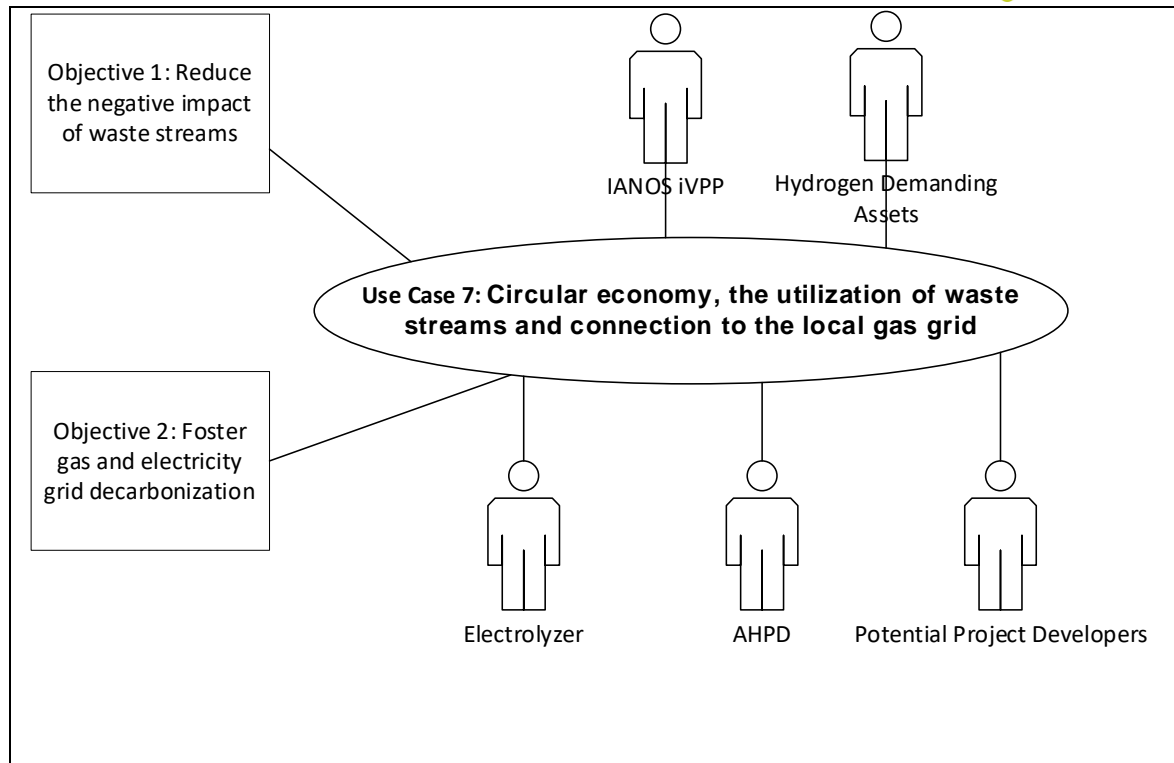 Objective 1: Reduce
the negative impact
of waste streams
IANOS iVPP
Hydrogen Demanding
Assets
Use Case 7: Circular economy, the utilization of waste
streams and connection to the local gas grid
Objective 2: Foster
gas and electricity
grid decarbonization
Electrolyzer
AHPD
Potential Project Developers